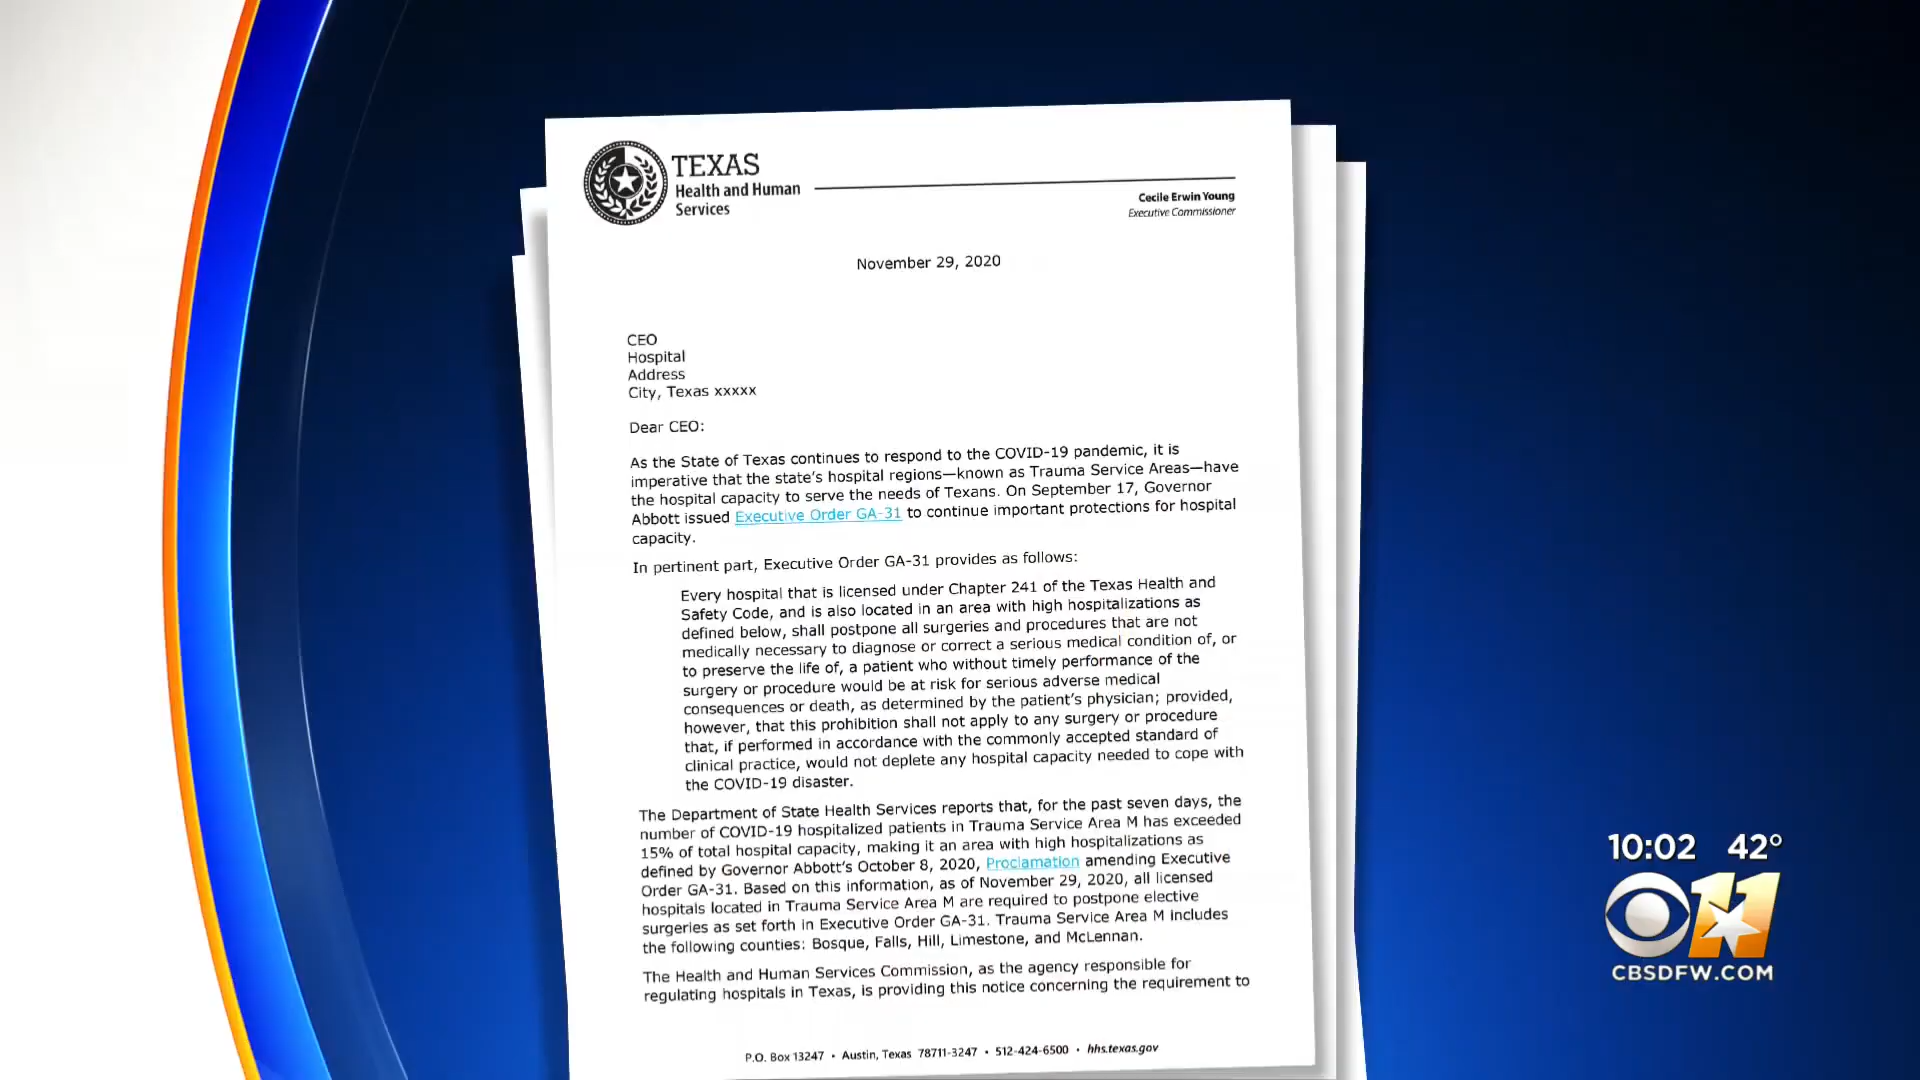 TEXAS
Health and Human
Services
Cecile Erwin Young
Executive Commissioner
November 29, 2020
CEO
Hospital
Address
City, Texas xxxxx
Dear CEO:
As the State of Texas continues to respond to the COVID-19 pandemic, it is
imperative that the state's hospital regions—known as Trauma Service Areas—have
the hospital capacity to serve the needs of Texans. On September 17, Governor
Abbott issued Executive Order GA-31 to continue important protections for hospital
capacity.
In pertinent part, Executive Order GA-31 provides as follows:
Every hospital that is licensed under Chapter 241 of the Texas Health and
Safety Code, and is also located in an area with high hospitalizations as
defined below, shall postpone all surgeries and procedures that are not
medically necessary to diagnose or correct a serious medical condition of, or
to preserve the life of, a patient who without timely performance of the
surgery or procedure would be at risk for serious adverse medical
consequences or death, as determined by the patient's physician; provided,
however, that this prohibition shall not apply to any surgery or procedure
that, if performed in accordance with the commonly accepted standard of
clinical practice, would not deplete any hospital capacity needed to cope with
the COVID-19 disaster.
The Department of State Health Services reports that, for the past seven days, the
number of COVID-19 hospitalized patients in Trauma Service Area M has exceeded
15% of total hospital capacity, making it an area with high hospitalizations as
defined by Governor Abbott's October 8, 2020, Proclamation amending Executive
Order GA-31. Based on this information, as of November 29, 2020, all licensed
hospitals located in Trauma Service Area M are required to postpone elective
surgeries as set forth in Executive Order GA-31. Trauma Service Area M includes
the following counties: Bosque, Falls, Hill, Limestone, and McLennan.
The Health and Human Services Commission, as the agency responsible for
regulating hospitals in Texas, is providing this notice concerning the requirement to
P.O. Box 13247 • Austin, Texas 78711-3247 • 512-424-6500 • hhs.texas.gov
10:02 42°
11
CBSDFW.COM